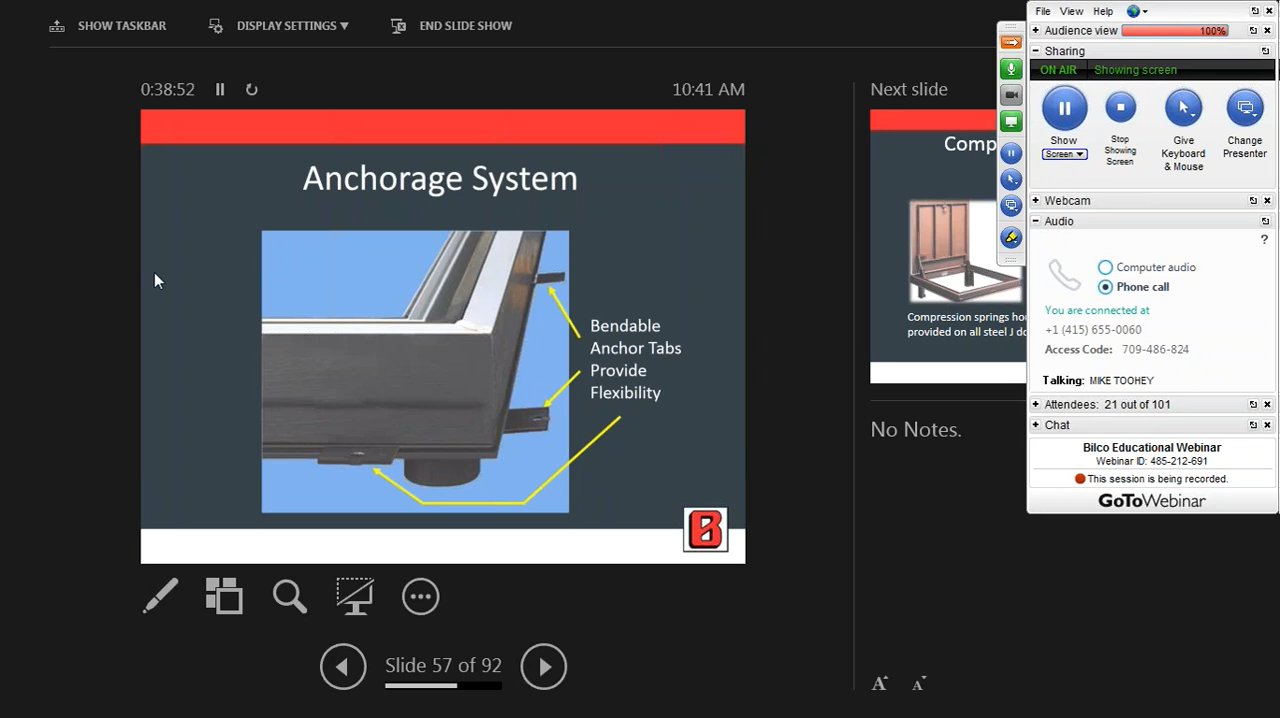 SHOW TASKBAR
DISPLAY SETTINGS ▼
END SLIDE SHOW
0:38:52
10:41 AM
Anchorage System
Bendable
Anchor Tabs
Provide
Flexibility
B
Slide 57 of 92
Next slide
Comp
Compression springs hou
provided on all steel J do
No Notes.
A
A
File View Help
Audience view 100%
Sharing
ON AIR Showing screen
Show
Screen ▼
Stop
Showing
Screen
Give
Keyboard
& Mouse
Change
Presenter
Webcam
Audio
?
Computer audio
Phone call
You are connected at
+1 (415) 655-0060
Access Code: 709-486-824
Talking: MIKE TOOHEY
Attendees: 21 out of 101
Chat
Bilco Educational Webinar
Webinar ID: 485-212-691
This session is being recorded.
GoToWebinar